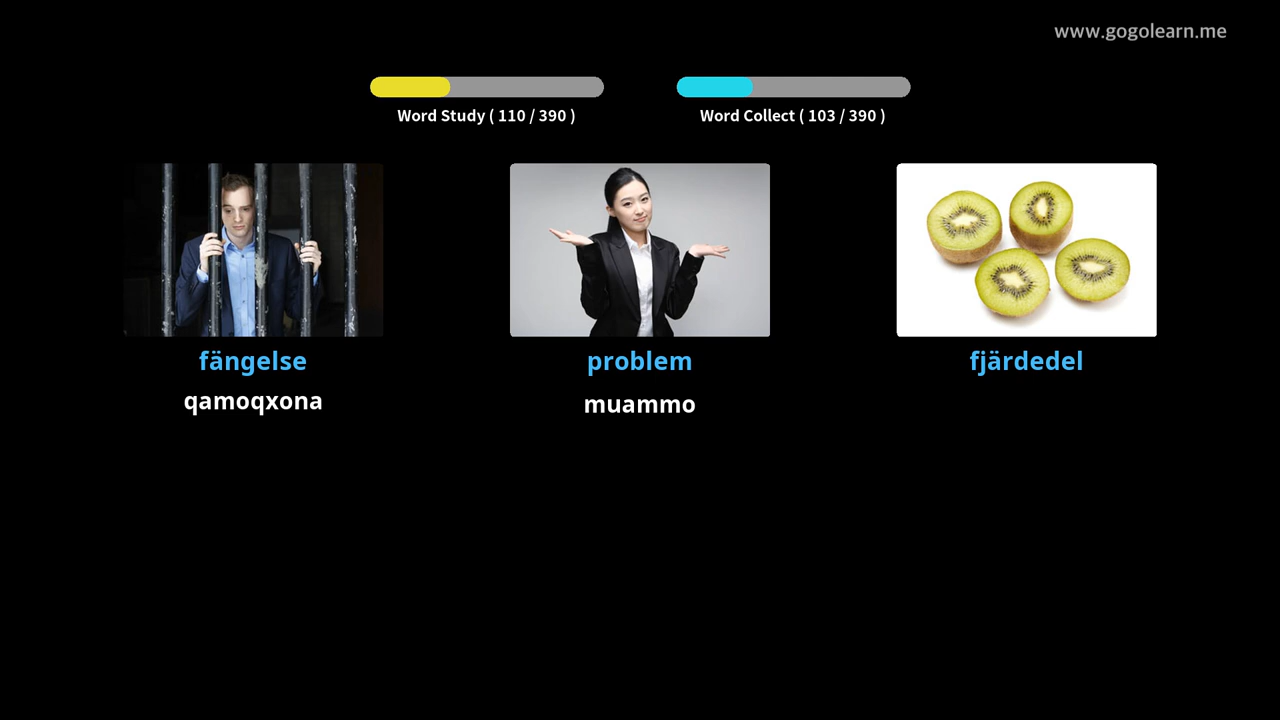 www.gogolearn.me
Word Study ( 110 / 390 )
Word Collect ( 103 / 390 )
fängelse
problem
fjärdedel
qamoqxona
muammo